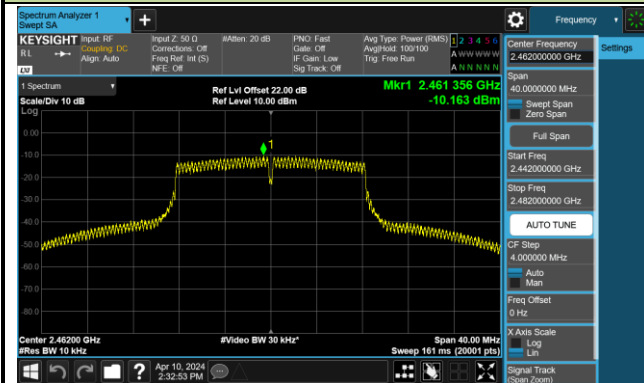 Spectrum Analyzer 1
Swept SA
+
Frequency
KEYSIGHT
Input: RF
Input Z: 50 Ω
#Atten: 20 dB
PNO: Fast
Avg Type: Power (RMS)
1 2 3 4 5 6
RL
Coupling: DC
Corrections: Off
Gate: Off
Avg|Hold: 100/100
A W W W W W
Align: Auto
Freq Ref: Int (S)
IF Gain: Low
Trig: Free Run
NFE: Off
Sig Track: Off
A N N N N N
LXI
1 Spectrum
Scale/Div 10 dB
Ref Lvl Offset 22.00 dB
Ref Level 10.00 dBm
Mkr1 2.461 356 GHz
-10.163 dBm
Log
0.00
-10.0
-20.0
-30.0
-40.0
-50.0
-60.0
-70.0
-80.0
1
Center 2.46200 GHz
#Res BW 10 kHz
#Video BW 30 kHz*
Span 40.00 MHz
Sweep 161 ms (20001 pts)
Center Frequency
2.462000000 GHz
Span
40.0000000 MHz
Swept Span
Zero Span
Full Span
Start Freq
2.442000000 GHz
Stop Freq
2.482000000 GHz
AUTO TUNE
CF Step
4.000000 MHz
Auto
Man
Freq Offset
0 Hz
X Axis Scale
Log
Lin
Signal Track
(Span Zoom)
Settings
?
Apr 10, 2024
2:32:53 PM